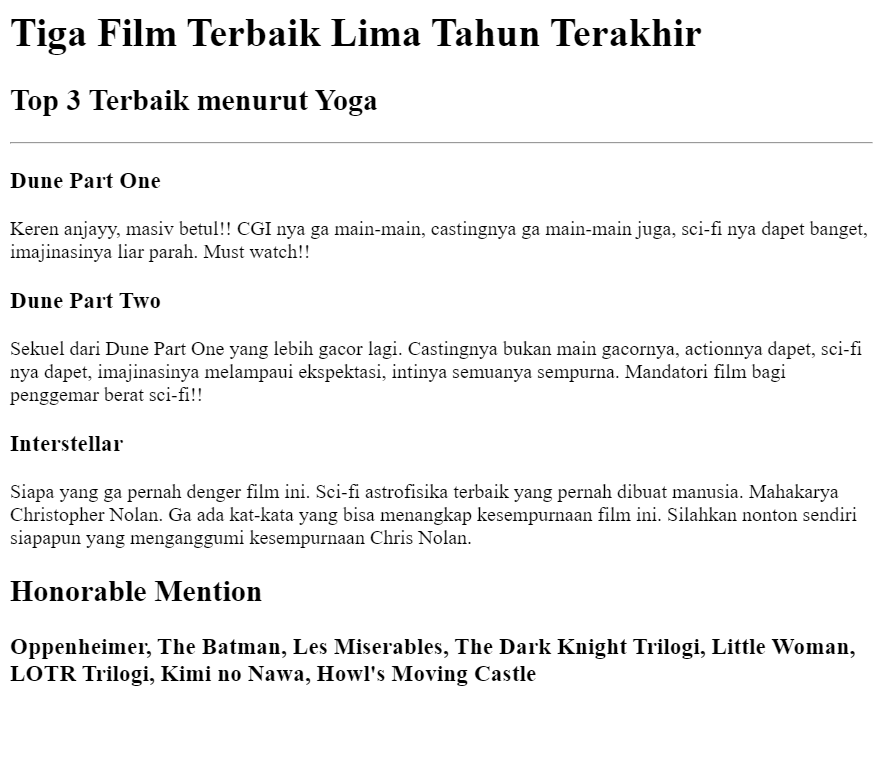 Tiga Film Terbaik Lima Tahun Terakhir
Top 3 Terbaik menurut Yoga
Dune Part One
Keren anjayy, masiv betul!! CGI nya ga main-main, castingnya ga main-main juga, sci-fi nya dapet banget,
imajinasinya liar parah. Must watch!!
Dune Part Two
Sekuel dari Dune Part One yang lebih gacor lagi. Castingnya bukan main gacornya, actionnya dapet, sci-fi
nya dapet, imajinasinya melampaui ekspektasi, intinya semuanya sempurna. Mandatori film bagi
penggemar berat sci-fi!!
Interstellar
Siapa yang ga pernah denger film ini. Sci-fi astrofisika terbaik yang pernah dibuat manusia. Mahakarya
Christopher Nolan. Ga ada kat-kata yang bisa menangkap kesempurnaan film ini. Silahkan nonton sendiri
siapapun yang menganggumi kesempurnaan Chris Nolan.
Honorable Mention
Oppenheimer, The Batman, Les Miserables, The Dark Knight Trilogi, Little Woman,
LOTR Trilogi, Kimi no Nawa, Howl's Moving Castle